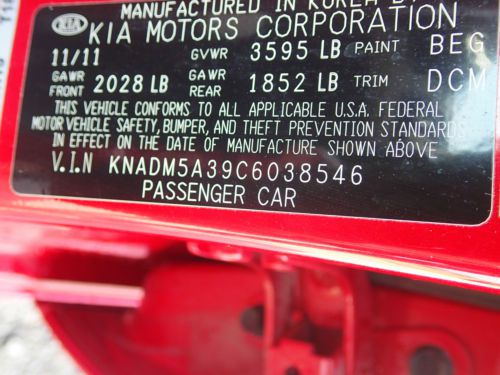 MANUFACTURED IN KOREA BY
KIA KIA MOTORS CORPORATION
11/11 GVWR 3595 LB PAINT BEG
GAWR FRONT 2028 LB GAWR REAR 1852 LB TRIM DCM
THIS VEHICLE CONFORMS TO ALL APPLICABLE U.S.A. FEDERAL
MOTOR VEHICLE SAFETY, BUMPER, AND THEFT PREVENTION STANDARDS
IN EFFECT ON THE DATE OF MANUFACTURE SHOWN ABOVE
V.I.N KNADM5A39C6038546
PASSENGER CAR